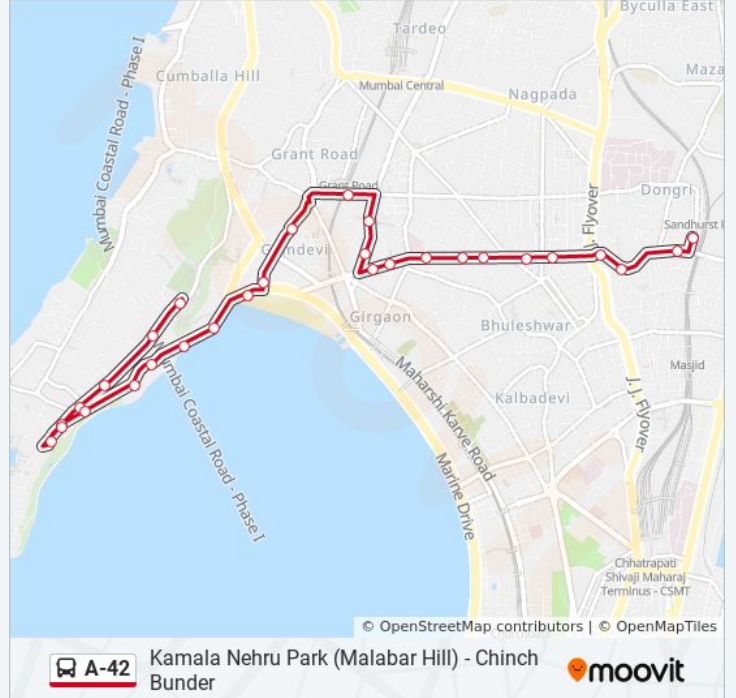 Byculla East
Tardeo
Cumballa Hill
Mumbai Central
Nagpada
Mumbai Coastal Road - Phase I
Grant Road
Grant Road
Dongri
J. Flyover
Sandhurst
Gamdevi
Girgaon
Bhuleshwar
Mumbai Coastal Road - Phase I
Masjid
Maharshi Karve Road
Kalbadevi
J. J. Flyover
Marine Drive
Chhatrapati
Shivaji Maharaj
Terminus - CSMT
© OpenStreetMap contributors | © OpenMapTiles
A-42
Kamala Nehru Park (Malabar Hill) - Chinch
Bunder
moovit